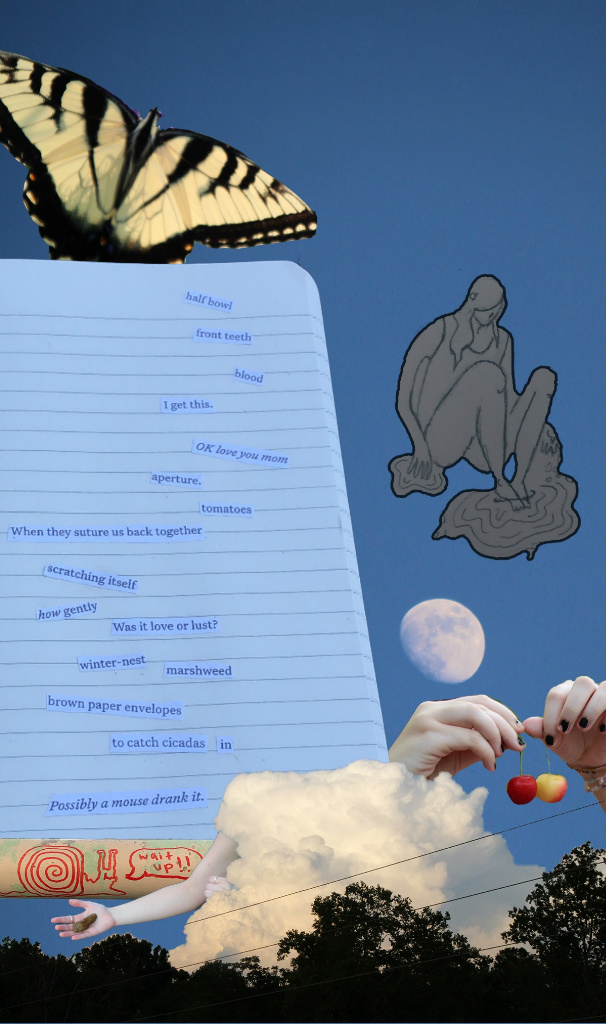 half bowl
front teeth
blood
I get this.
OK love you mom
aperture.
tomatoes
When they suture us back together
scratching itself
how gently
Was it love or lust?
winter-nest
marshweed
brown paper envelopes
to catch cicadas in
Possibly a mouse drank it.
wait
up!!